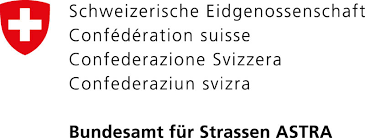 Schweizerische Eidgenossenschaft
Confédération suisse
Confederazione Svizzera
Confederaziun svizra
Bundesamt für Strassen ASTRA